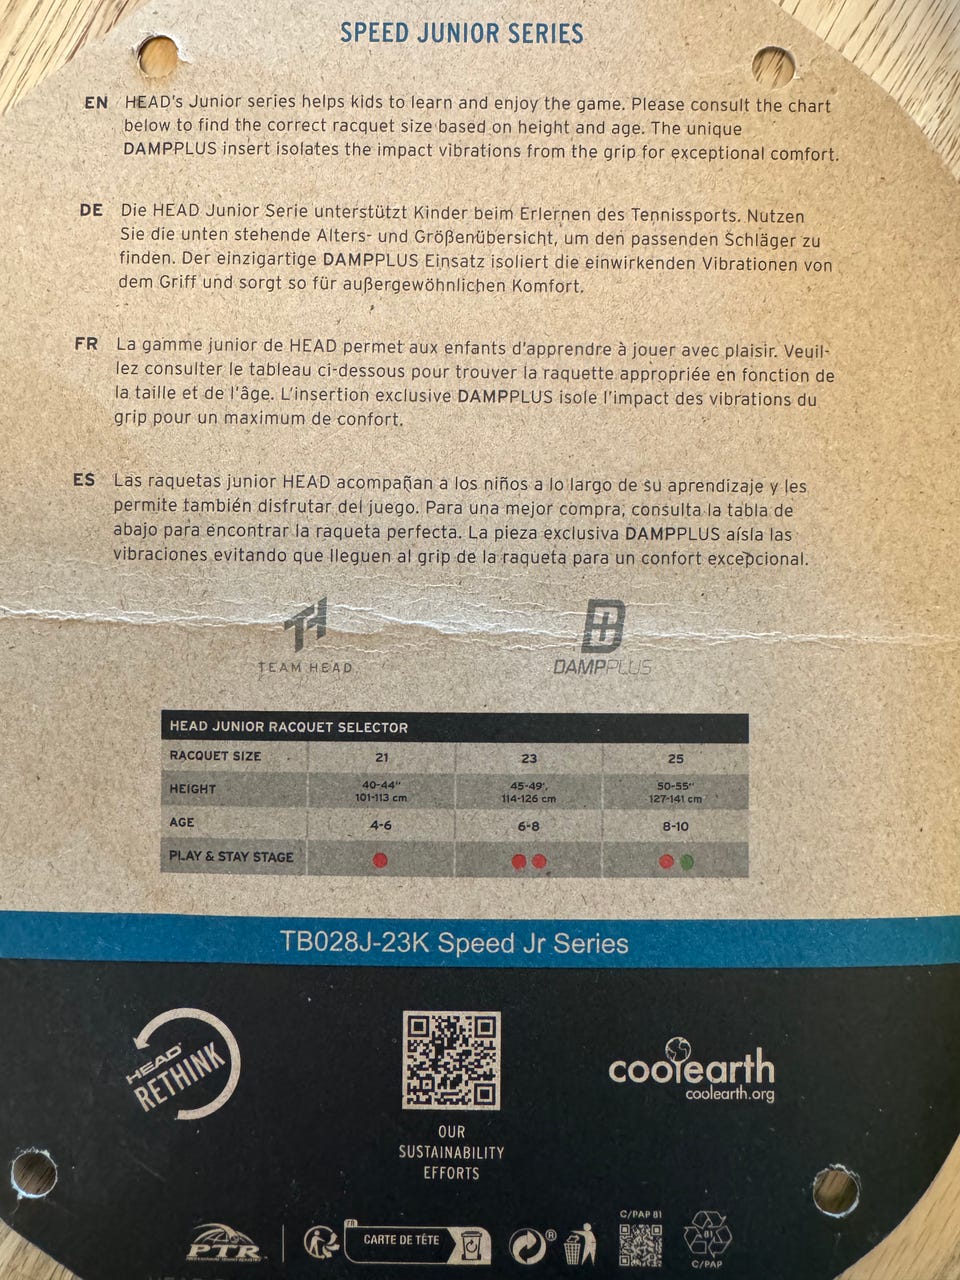 SPEED JUNIOR SERIES
EN HEAD's Junior series helps kids to learn and enjoy the game. Please consult the chart
below to find the correct racquet size based on height and age. The unique
DAMPPLUS insert isolates the impact vibrations from the grip for exceptional comfort.
DE Die HEAD Junior Serie unterstützt Kinder beim Erlernen des Tennissports. Nutzen
Sie die unten stehende Alters- und Größenübersicht, um den passenden Schläger zu
finden. Der einzigartige DAMPPLUS Einsatz isoliert die einwirkenden Vibrationen von
dem Griff und sorgt so für außergewöhnlichen Komfort.
FR La gamme junior de HEAD permet aux enfants d'apprendre à jouer avec plaisir. Veuil-
lez consulter le tableau ci-dessous pour trouver la raquette appropriée en fonction de
la taille et de l'âge. L'insertion exclusive DAMPPLUS isole l'impact des vibrations du
grip pour un maximum de confort.
ES Las raquetas junior HEAD acompañan a los niños a lo largo de su aprendizaje y les
permite también disfrutar del juego. Para una mejor compra, consulta la tabla de
abajo para encontrar la raqueta perfecta. La pieza exclusiva DAMPPLUS aísla las
vibraciones evitando que lleguen al grip de la raqueta para un confort excepcional.
TEAM HEAD DAMPPLUS
HEAD JUNIOR RACQUET SELECTOR
RACQUET SIZE 21 23 25
HEIGHT 40-44" 45-49', 50-55"
101-113 cm 114-126 cm 127-141 cm
AGE 4-6 6-8 8-10
PLAY & STAY STAGE
TB028J-23K Speed Jr Series
HEAD RETHINK
coolearth
coolearth.org
OUR
SUSTAINABILITY
EFFORTS
C/PAP 81
PTR
FR
CARTE DE TÊTE
81
C/PAP